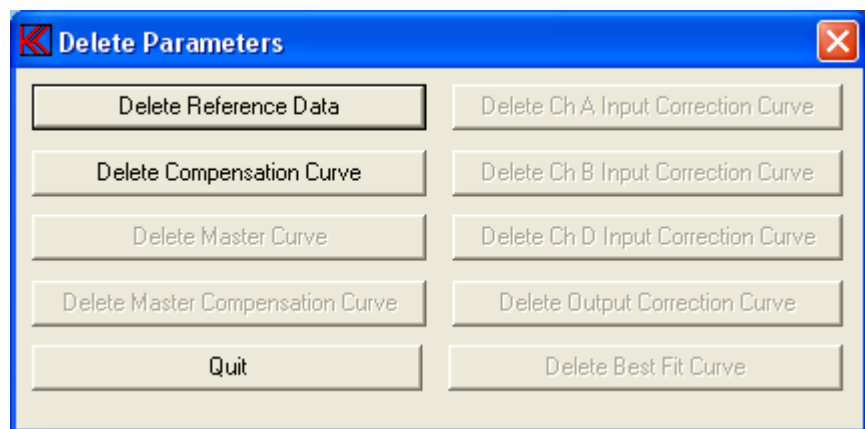 Delete Parameters
Delete Reference Data
Delete Ch A Input Correction Curve
Delete Compensation Curve
Delete Ch B Input Correction Curve
Delete Master Curve
Delete Ch D Input Correction Curve
Delete Master Compensation Curve
Delete Output Correction Curve
Quit
Delete Best Fit Curve